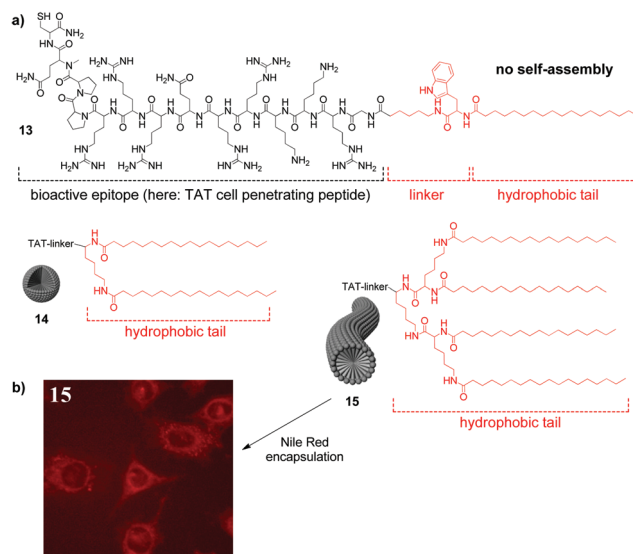 a)
no self-assembly
13
bioactive epitope (here: TAT cell penetrating peptide)
linker
hydrophobic tail
TAT-linker
14
hydrophobic tail
TAT-linker
15
hydrophobic tail
b)
15
Nile Red
encapsulation